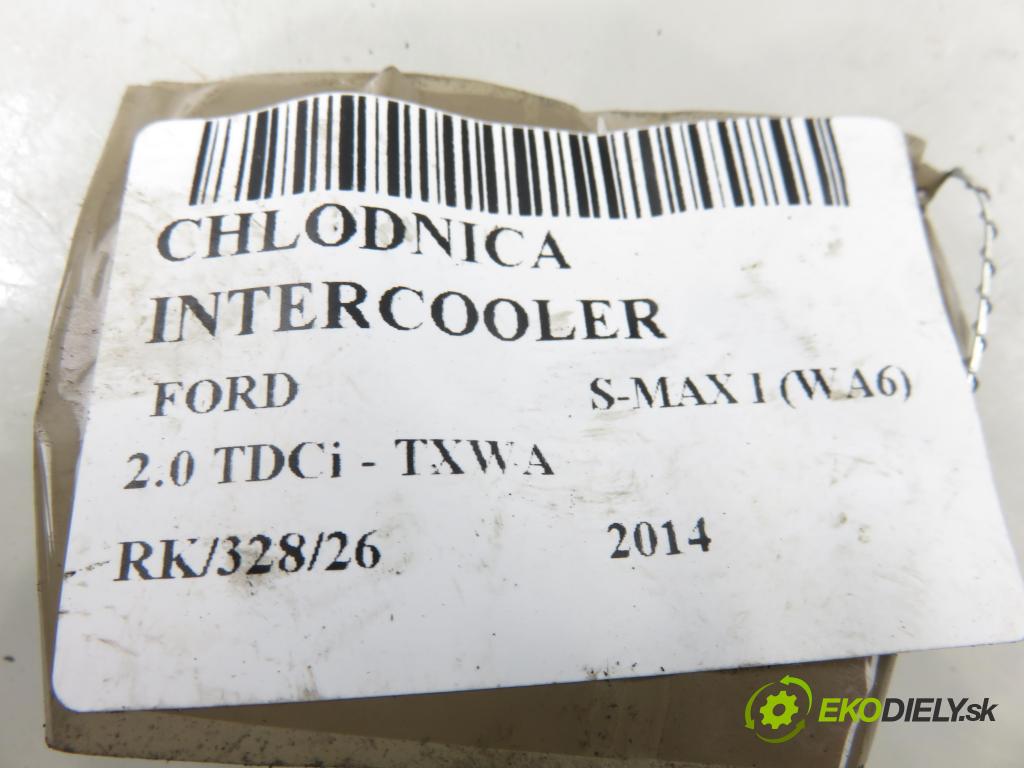 CHLODNICA
INTERCOOLER
FORD S-MAX I (WA6)
2.0 TDCi - TXWA
RK/328/26 2014
EKODIELY.sk